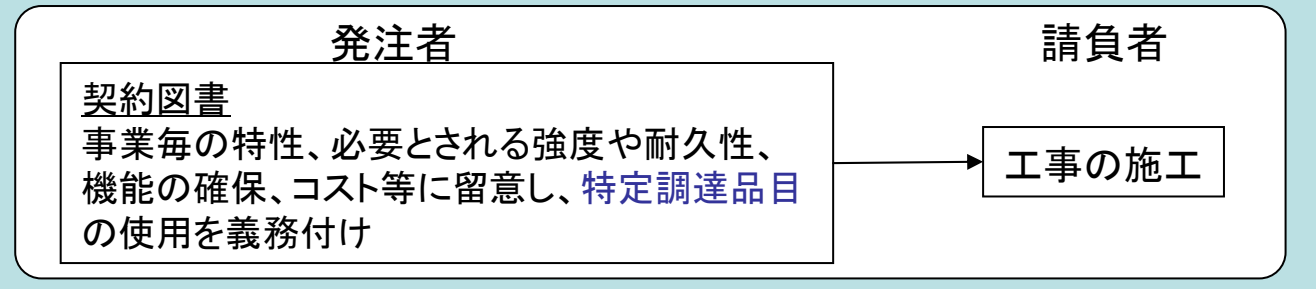 発注者
請負者
契約図書
事業毎の特性、必要とされる強度や耐久性、
機能の確保、コスト等に留意し、特定調達品目
の使用を義務付け
工事の施工